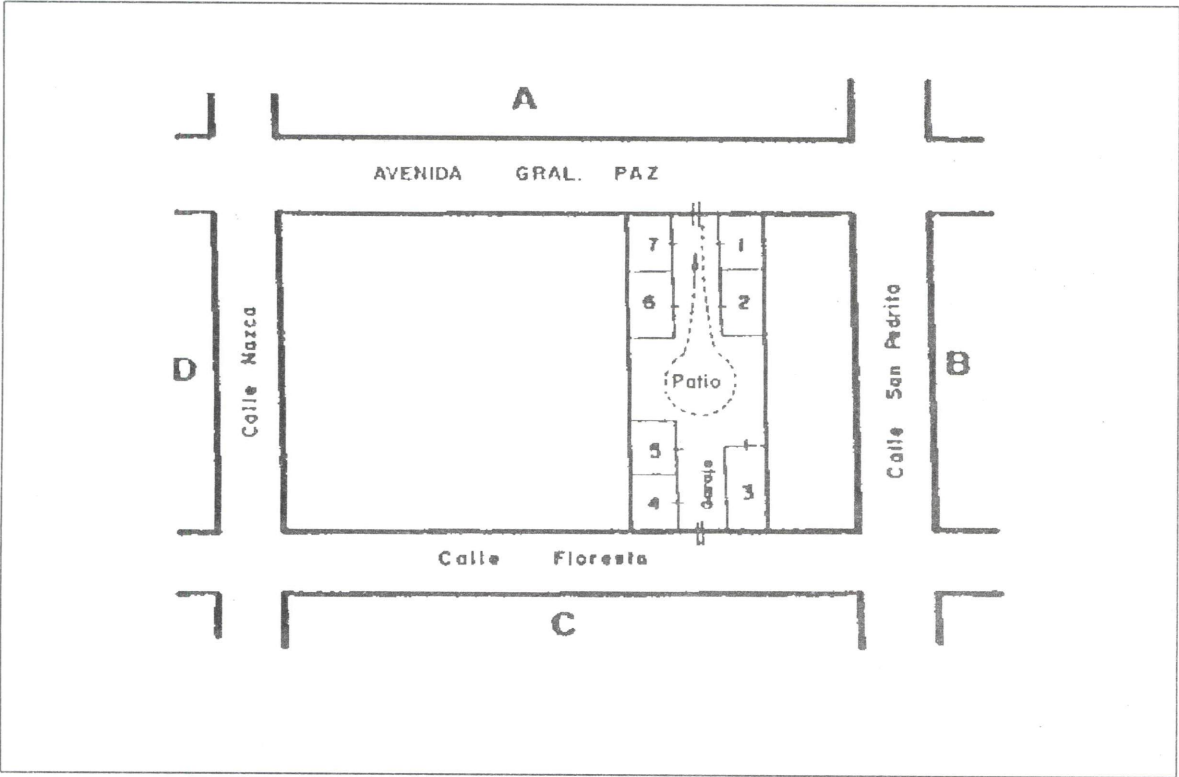 A
AVENIDA GRAL. PAZ
7 1
6 2
Calle Nazca
Calle San Pedrito
D
B
Patio
5
Garaje
3
4
Calle Floresta
C